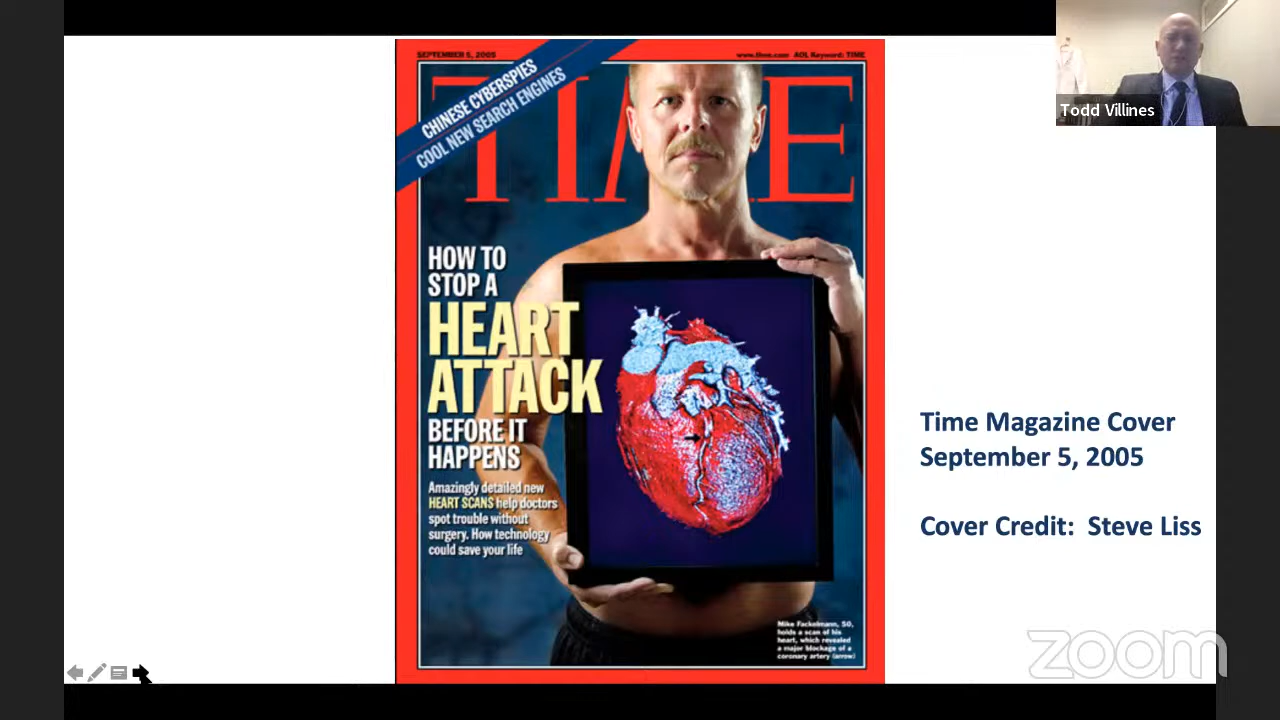 SEPTEMBER 5, 2005
www.time.com AOL Keyword: TIME
CHINESE CYBERSPIES
COOL NEW SEARCH ENGINES
TIME
HOW TO
STOP A
HEART
ATTACK
BEFORE IT
HAPPENS
Amazingly detailed new
HEART SCANS help doctors
spot trouble without
surgery. How technology
could save your life
Mike Fackelmann, 50,
holds a scan of his
heart, which revealed
a major blockage of a
coronary artery (arrow)
Todd Villines
Time Magazine Cover
September 5, 2005
Cover Credit: Steve Liss
zoom